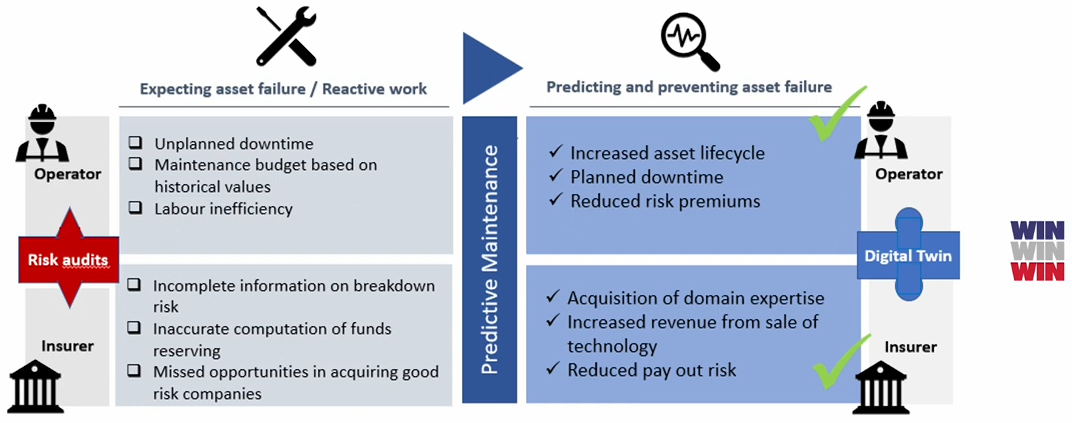 Expecting asset failure / Reactive work
Predicting and preventing asset failure
Operator
Risk audits
Insurer
Unplanned downtime
Maintenance budget based on
historical values
Labour inefficiency
Incomplete information on breakdown
risk
Inaccurate computation of funds
reserving
Missed opportunities in acquiring good
risk companies
Predictive Maintenance
Increased asset lifecycle
Planned downtime
Reduced risk premiums
Acquisition of domain expertise
Increased revenue from sale of
technology
Reduced pay out risk
Operator
Digital Twin
Insurer
WIN
WIN
WIN